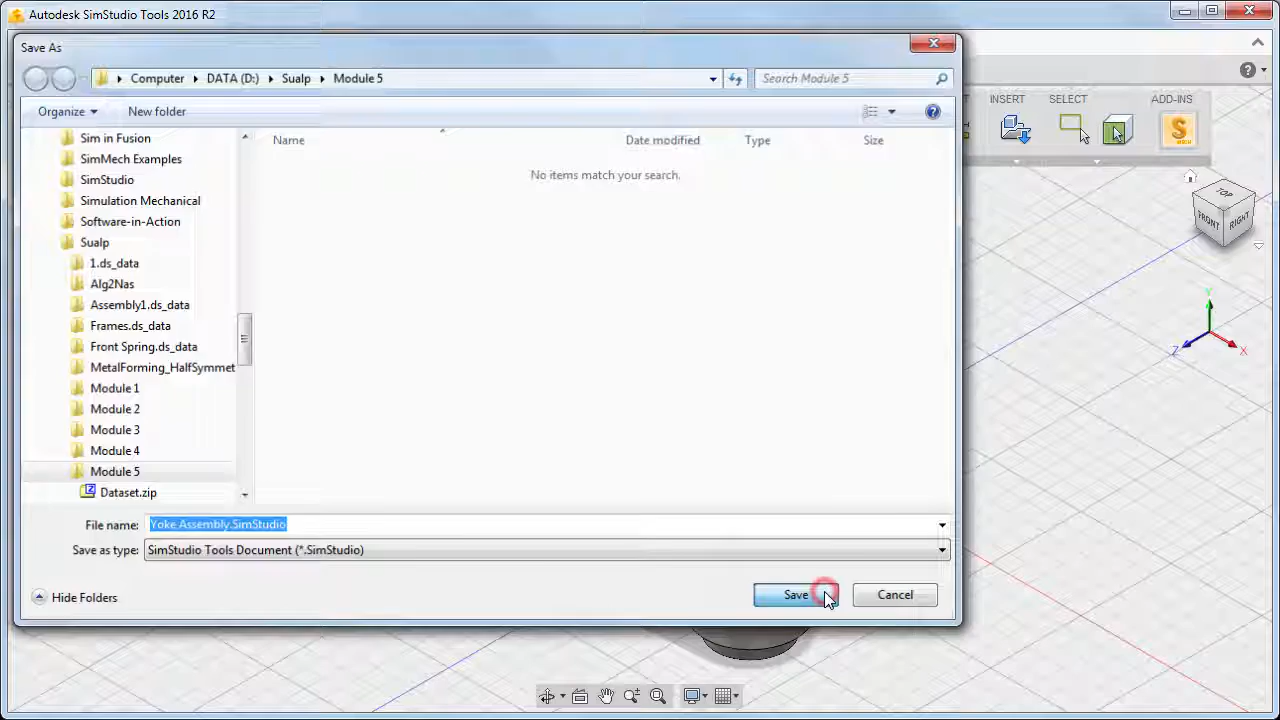 Autodesk SimStudio Tools 2016 R2
Save As
Computer DATA (D:) Sualp Module 5
Search Module 5
Organize New folder
INSERT SELECT ADD-INS
Name Date modified Type Size
No items match your search.
Sim in Fusion
SimMech Examples
SimStudio
Simulation Mechanical
Software-in-Action
Sualp
1.ds_data
Alg2Nas
Assembly1.ds_data
Frames.ds_data
Front Spring.ds_data
MetalForming_HalfSymmet
Module 1
Module 2
Module 3
Module 4
Module 5
Dataset.zip
TOP
FRONT RIGHT
Y
Z X
File name: Yoke Assembly.SimStudio
Save as type: SimStudio Tools Document (*.SimStudio)
Hide Folders
Save Cancel